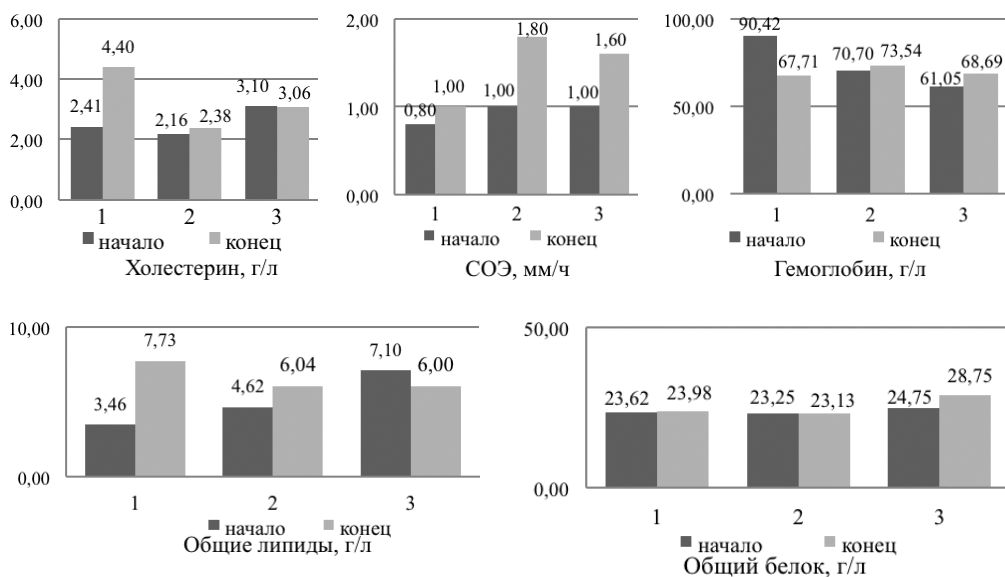 6,00
4,00
2,00
0,00
2,41
4,40
2,16
2,38
3,10
3,06
1 2 3
начало конец
Холестерин, г/л
2,00
1,00
0,00
0,80
1,00
1,00
1,80
1,00
1,60
1 2 3
начало конец
СОЭ, мм/ч
100,00
50,00
0,00
90,42
67,71
70,70
73,54
61,05
68,69
1 2 3
начало конец
Гемоглобин, г/л
10,00
0,00
3,46
7,73
4,62
6,04
7,10
6,00
1 2 3
начало конец
Общие липиды, г/л
50,00
0,00
23,62
23,98
23,25
23,13
24,75
28,75
1 2 3
начало конец
Общий белок, г/л